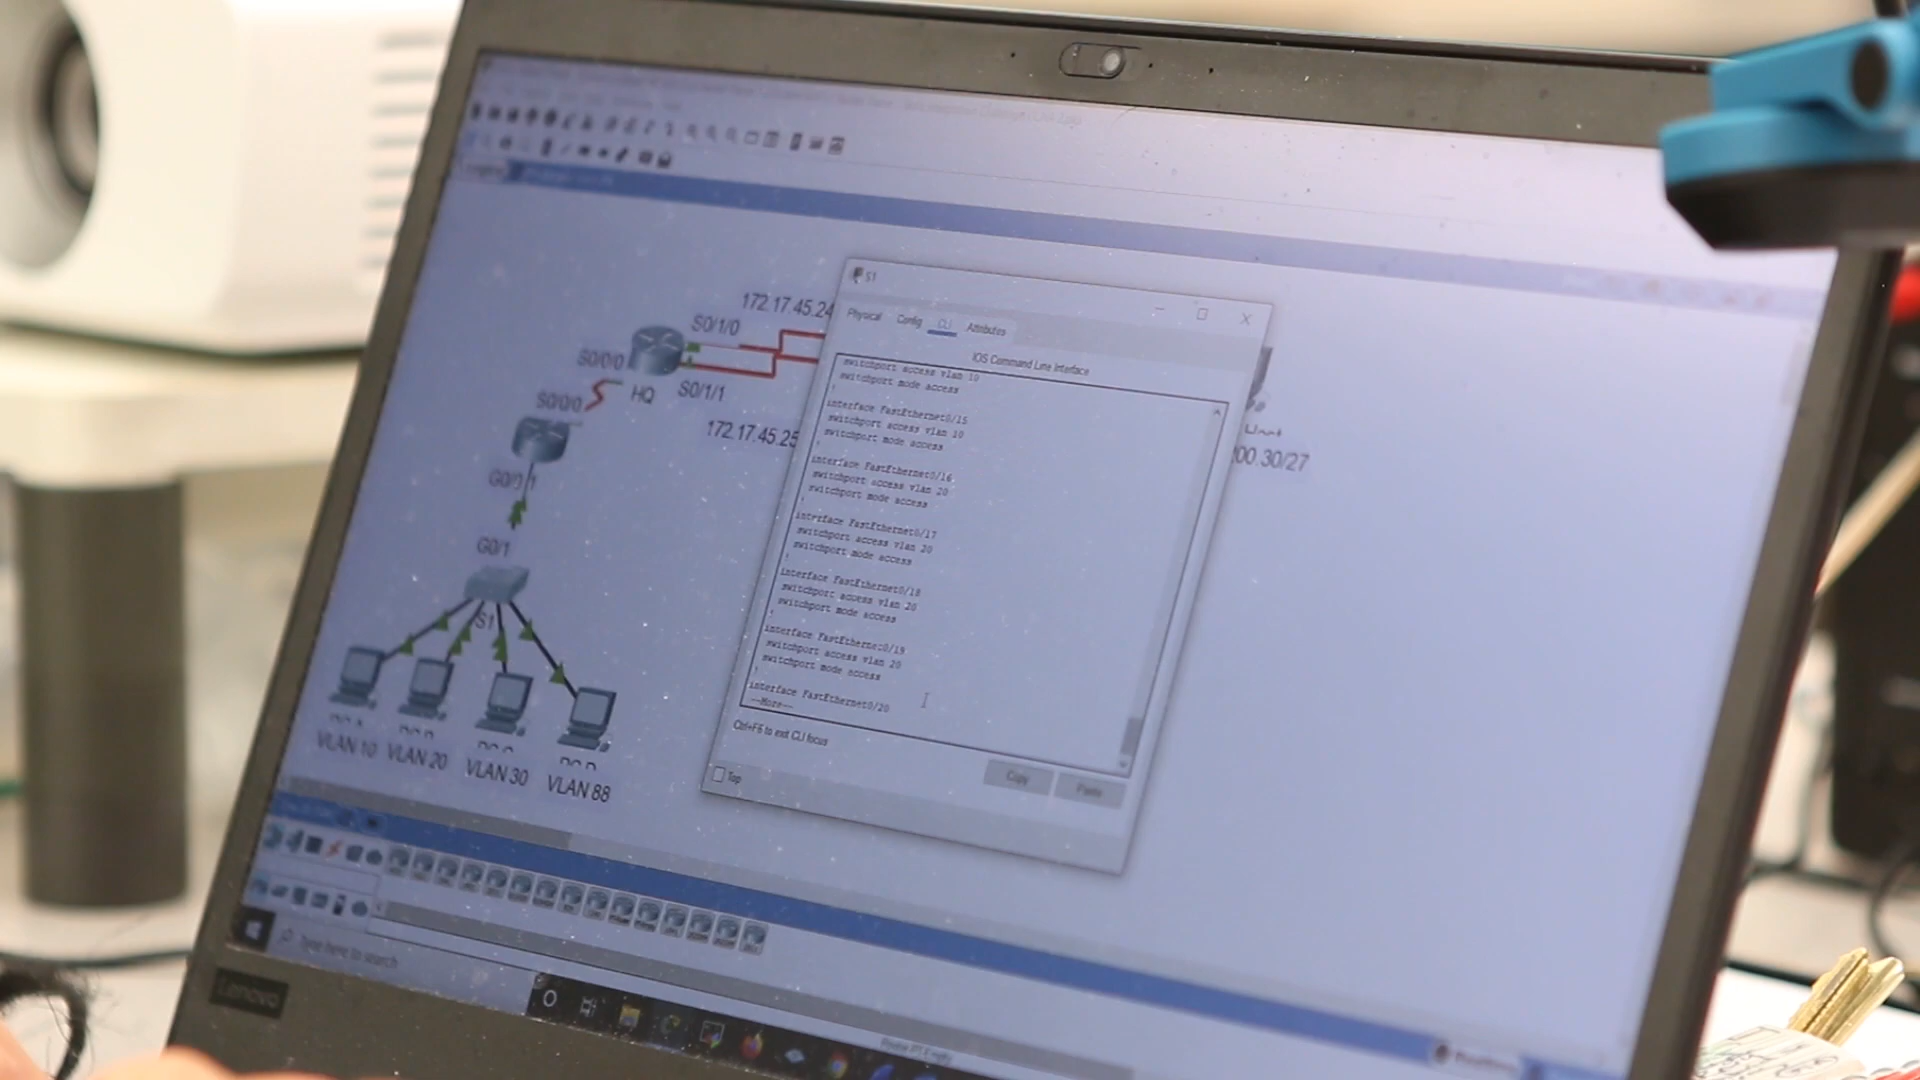 S1
Physical Config CLI Attributes
IOS Command Line Interface
switchport access vlan 10
switchport mode access
!
interface FastEthernet0/15
switchport access vlan 10
switchport mode access
!
interface FastEthernet0/16
switchport access vlan 20
switchport mode access
!
interface FastEthernet0/17
switchport access vlan 20
switchport mode access
!
interface FastEthernet0/18
switchport access vlan 20
switchport mode access
!
interface FastEthernet0/19
switchport access vlan 20
switchport mode access
!
interface FastEthernet0/20
--More--
Ctrl+F6 to exit CLI focus
Copy Paste
Top
172.17.45.24
S0/1/0
S0/0/0
HQ
S0/1/1
S0/0/0
172.17.45.25
00.30/27
G0/1
S1
VLAN 10
VLAN 20
VLAN 30
VLAN 88
Type here to search
Lenovo